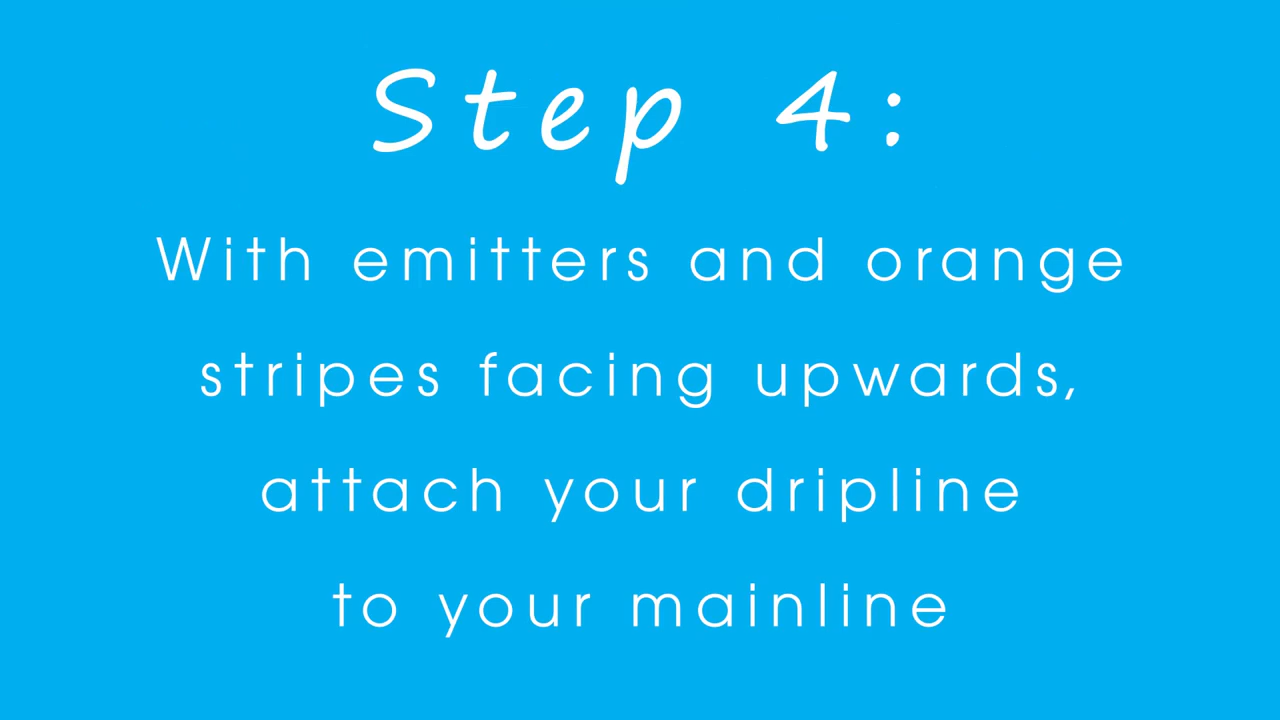 Step 4:
With emitters and orange
stripes facing upwards,
attach your dripline
to your mainline